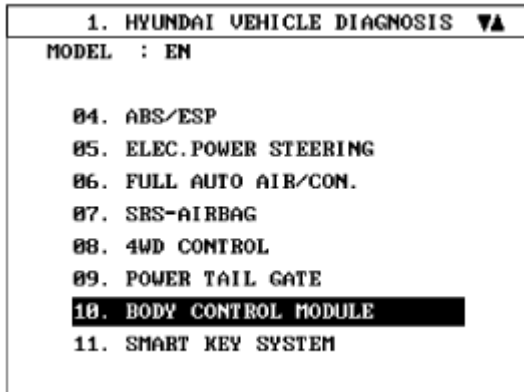 1. HYUNDAI VEHICLE DIAGNOSIS ▼▲
MODEL : EN
04. ABS/ESP
05. ELEC.POWER STEERING
06. FULL AUTO AIR/CON.
07. SRS-AIRBAG
08. 4WD CONTROL
09. POWER TAIL GATE
10. BODY CONTROL MODULE
11. SMART KEY SYSTEM